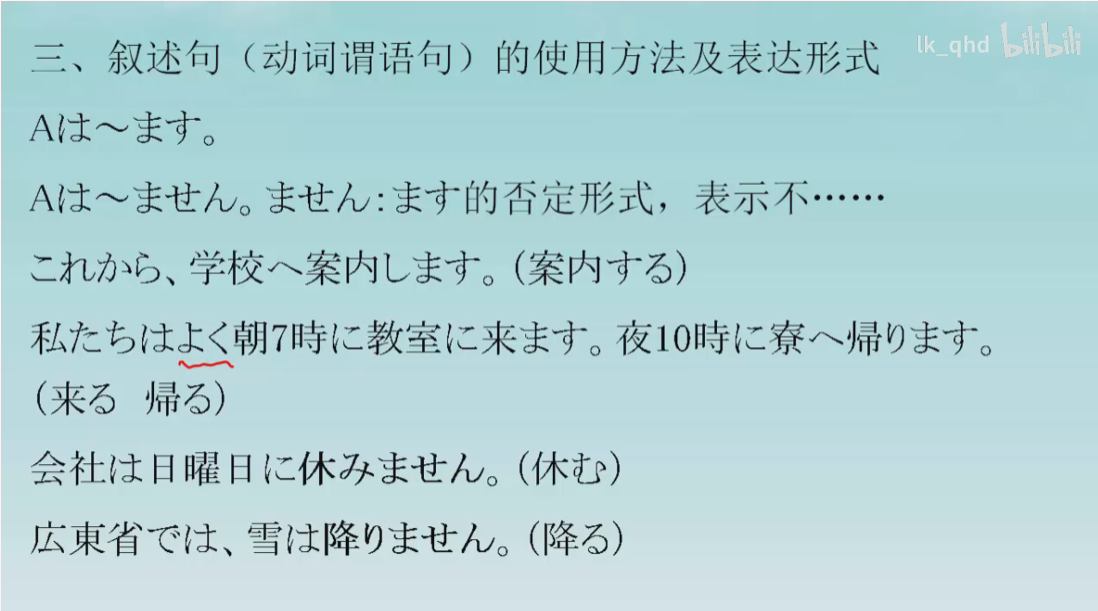 lk_qhd bilibili
三、叙述句（动词谓语句）的使用方法及表达形式
Aは～ます。
Aは～ません。ません：ます的否定形式，表示不……
これから、学校へ案内します。（案内する）
私たちはよく朝7時に教室に来ます。夜10時に寮へ帰ります。
（来る　帰る）
会社は日曜日に休みません。（休む）
広東省では、雪は降りません。（降る）